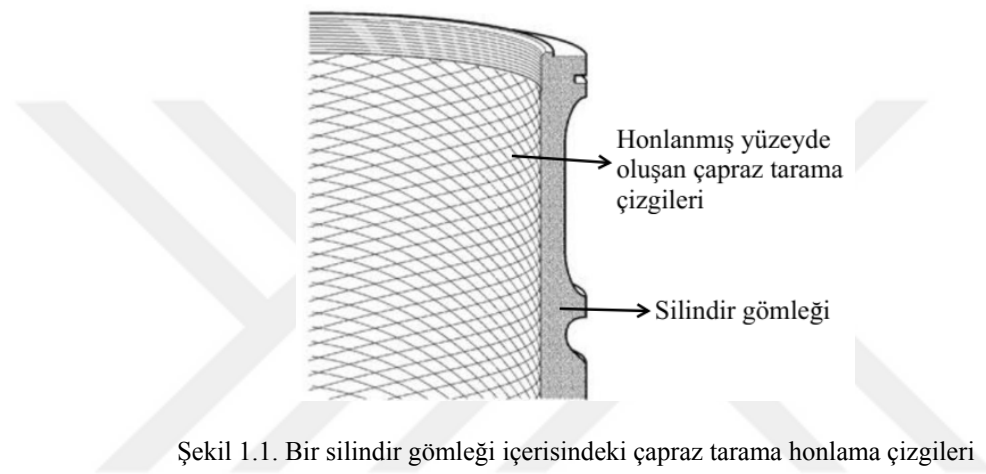 Honlanmış yüzeyde
oluşan çapraz tarama
çizgileri
Silindir gömleği
Şekil 1.1. Bir silindir gömleği içerisindeki çapraz tarama honlama çizgileri